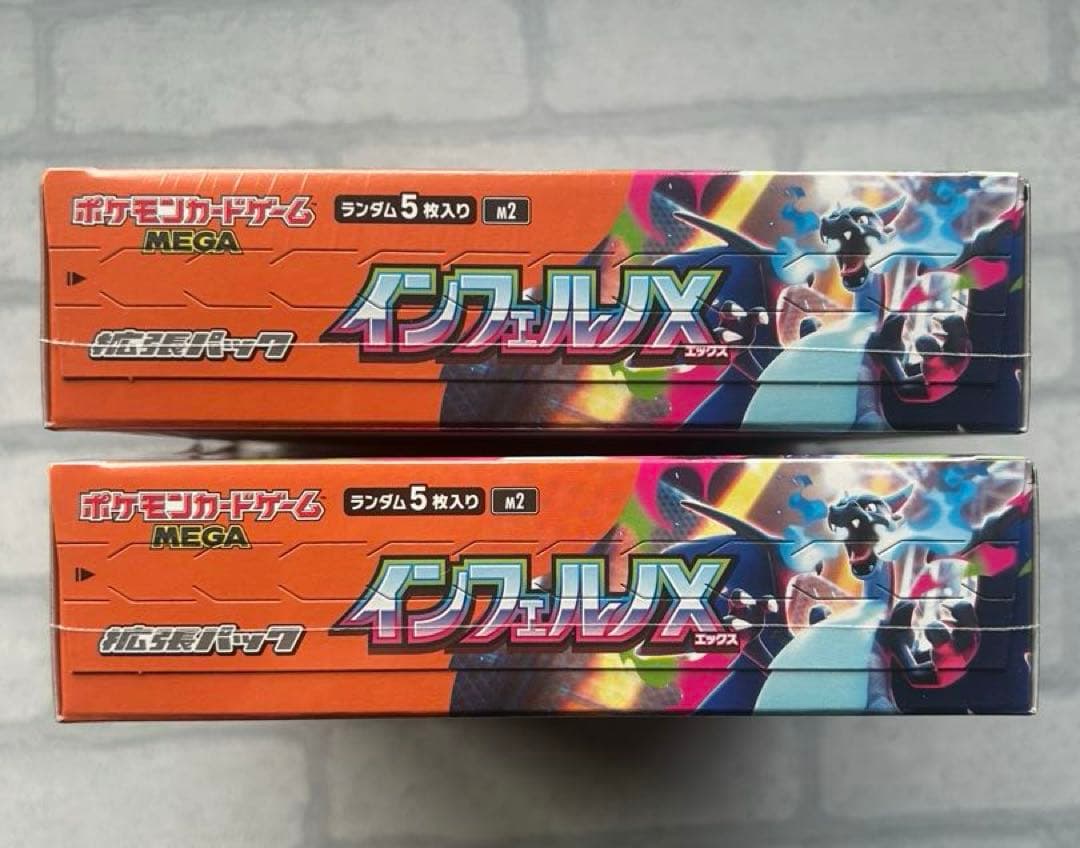 ポケモンカードゲーム
MEGA
ランダム5枚入り M2
インフェルノX
エックス
拡張パック
ポケモンカードゲーム
MEGA
ランダム5枚入り M2
インフェルノX
エックス
拡張パック